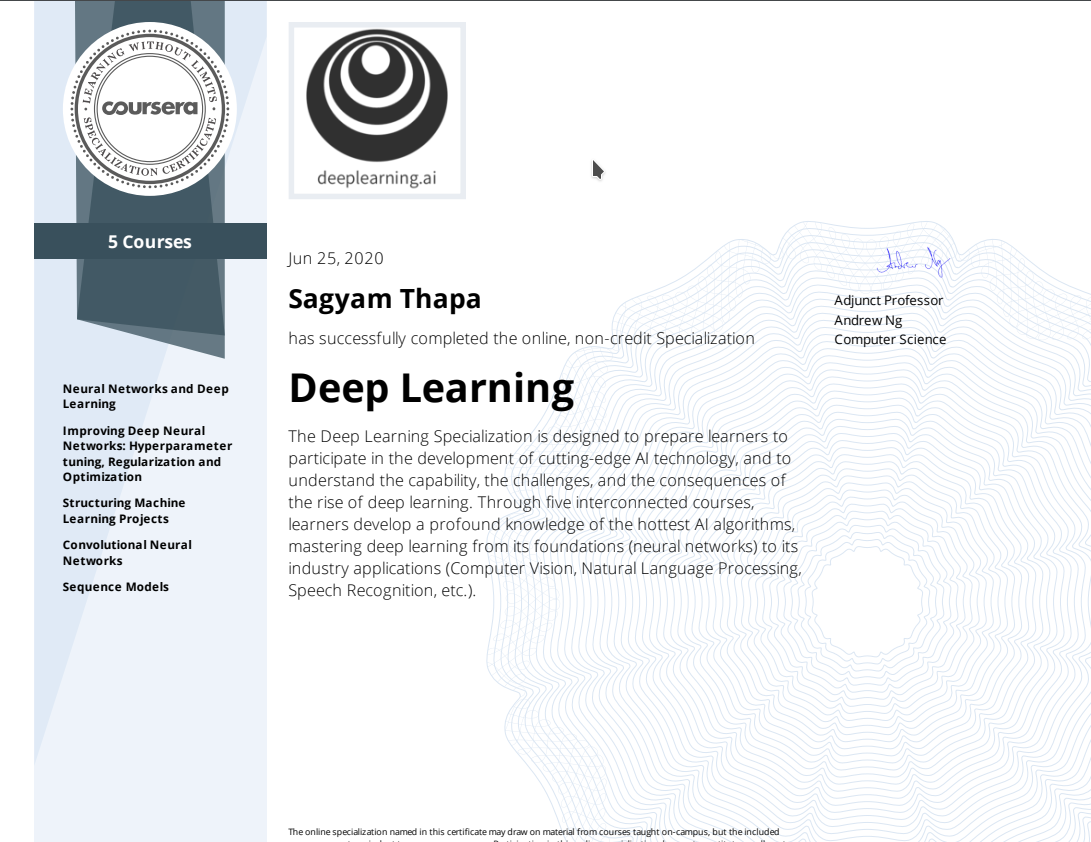 LEARNING WITHOUT LIMITS
coursera
SPECIALIZATION CERTIFICATE
5 Courses
Neural Networks and Deep
Learning
Improving Deep Neural
Networks: Hyperparameter
tuning, Regularization and
Optimization
Structuring Machine
Learning Projects
Convolutional Neural
Networks
Sequence Models
deeplearning.ai
Jun 25, 2020
Sagyam Thapa
has successfully completed the online, non-credit Specialization
Deep Learning
The Deep Learning Specialization is designed to prepare learners to
participate in the development of cutting-edge AI technology, and to
understand the capability, the challenges, and the consequences of
the rise of deep learning. Through five interconnected courses,
learners develop a profound knowledge of the hottest AI algorithms,
mastering deep learning from its foundations (neural networks) to its
industry applications (Computer Vision, Natural Language Processing,
Speech Recognition, etc.).
Andrew Ng
Adjunct Professor
Andrew Ng
Computer Science
The online specialization named in this certificate may draw on material from courses taught on-campus, but the included